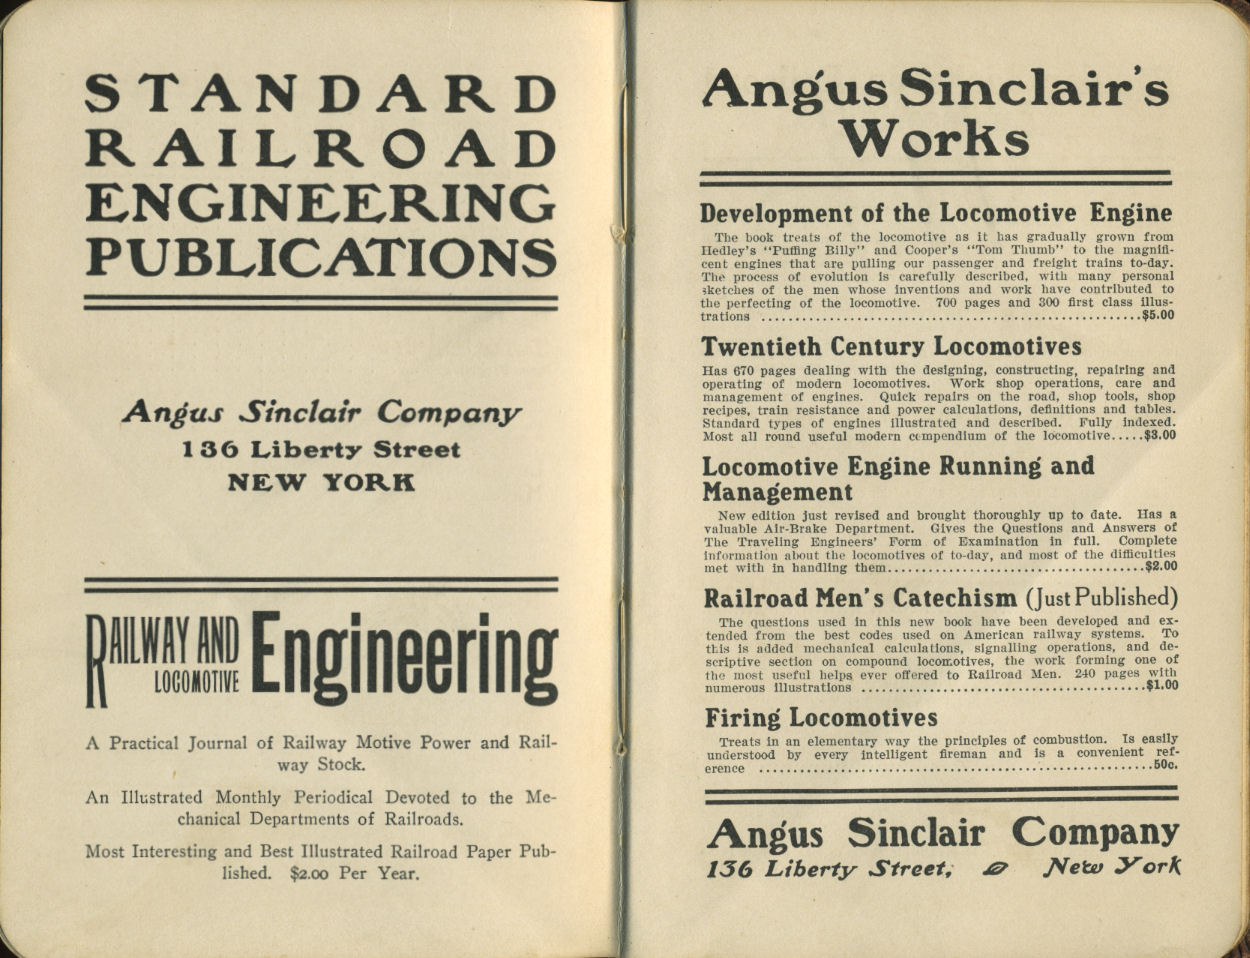 STANDARD
RAILROAD
ENGINEERING
PUBLICATIONS
Angus Sinclair Company
136 Liberty Street
NEW YORK
RAILWAY AND
LOCOMOTIVE
Engineering
A Practical Journal of Railway Motive Power and Rail-
way Stock.
An Illustrated Monthly Periodical Devoted to the Me-
chanical Departments of Railroads.
Most Interesting and Best Illustrated Railroad Paper Pub-
lished. $2.00 Per Year.
Angus Sinclair's
Works
Development of the Locomotive Engine
The book treats of the locomotive as it has gradually grown from
Hedley's "Puffing Billy" and Cooper's "Tom Thumb" to the magnifi-
cent engines that are pulling our passenger and freight trains to-day.
The process of evolution is carefully described, with many personal
sketches of the men whose inventions and work have contributed to
the perfecting of the locomotive. 700 pages and 300 first class illus-
trations ................................................$5.00
Twentieth Century Locomotives
Has 670 pages dealing with the designing, constructing, repairing and
operating of modern locomotives. Work shop operations, care and
management of engines. Quick repairs on the road, shop tools, shop
recipes, train resistance and power calculations, definitions and tables.
Standard types of engines illustrated and described. Fully indexed.
Most all round useful modern compendium of the locomotive.....$3.00
Locomotive Engine Running and
Management
New edition just revised and brought thoroughly up to date. Has a
valuable Air-Brake Department. Gives the Questions and Answers of
The Traveling Engineers' Form of Examination in full. Complete
information about the locomotives of to-day, and most of the difficulties
met with in handling them.................................$2.00
Railroad Men's Catechism (Just Published)
The questions used in this new book have been developed and ex-
tended from the best codes used on American railway systems. To
this is added mechanical calculations, signalling operations, and de-
scriptive section on compound locomotives, the work forming one of
the most useful helps ever offered to Railroad Men. 240 pages with
numerous illustrations ....................................$1.00
Firing Locomotives
Treats in an elementary way the principles of combustion. Is easily
understood by every intelligent fireman and is a convenient ref-
erence ..................................................50c.
Angus Sinclair Company
136 Liberty Street, New York